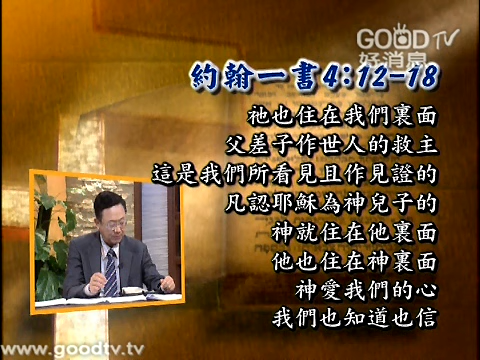 GOOD TV
好消息
約翰一書4:12-18
祂也住在我們裏面
父差子作世人的救主
這是我們所看見且作見證的
凡認耶穌為神兒子的
神就住在他裏面
他也住在神裏面
神愛我們的心
我們也知道也信
www.goodtv.tv